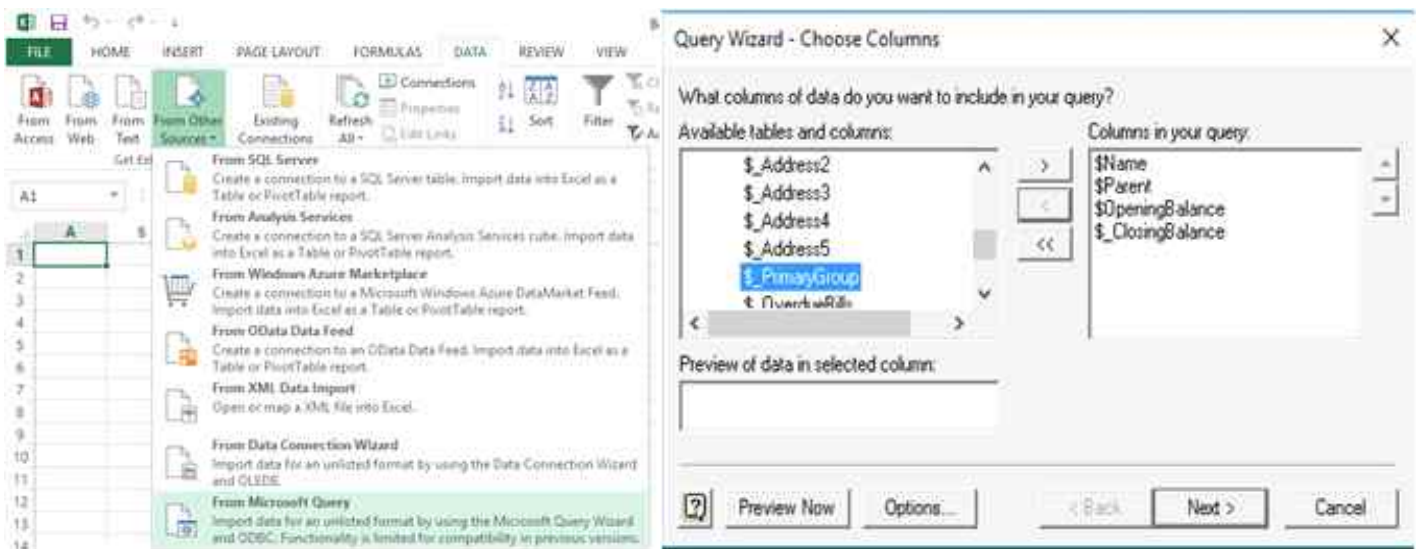 FILE HOME INSERT PAGE LAYOUT FORMULAS DATA REVIEW VIEW
From Access
From Web
From Text
From Other Sources
Existing Connections
Refresh All
Connections
Properties
Edit Links
Sort
Filter
A1
A
1
2
3
4
5
6
7
8
9
10
11
12
13
14
From SQL Server
Create a connection to a SQL Server table. Import data into Excel as a
Table or PivotTable report.
From Analysis Services
Create a connection to a SQL Server Analysis Services cube. Import data
into Excel as a Table or PivotTable report.
From Windows Azure Marketplace
Create a connection to a Microsoft Windows Azure DataMarket Feed.
Import data into Excel as a Table or PivotTable report.
From OData Data Feed
Create a connection to an OData Data Feed. Import data into Excel as a
Table or PivotTable report.
From XML Data Import
Open or map a XML file into Excel.
From Data Connection Wizard
Import data for an unlisted format by using the Data Connection Wizard
and OLEDB.
From Microsoft Query
Import data for an unlisted format by using the Microsoft Query Wizard
and ODBC. Functionality is limited for compatibility in previous versions.
Query Wizard - Choose Columns
What columns of data do you want to include in your query?
Available tables and columns:
$_Address2
$_Address3
$_Address4
$_Address5
$_PrimaryGroup
$_OverdueBills
>
<
<<
Columns in your query:
$Name
$Parent
$OpeningBalance
$_ClosingBalance
Preview of data in selected column:
Preview Now
Options...
< Back
Next >
Cancel